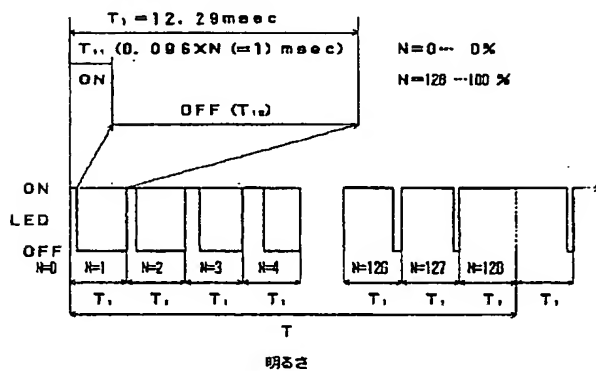 T₁=12. 29msec
T₁₁ (0. 096×N (=1) msec)
N=0… 0%
ON
N=128 …100 %
OFF (T₁₂)
ON
LED
OFF
N=0 N=1 N=2 N=3 N=4 N=126 N=127 N=128
T₁ T₁ T₁ T₁ T₁ T₁ T₁ T₁
T
明るさ